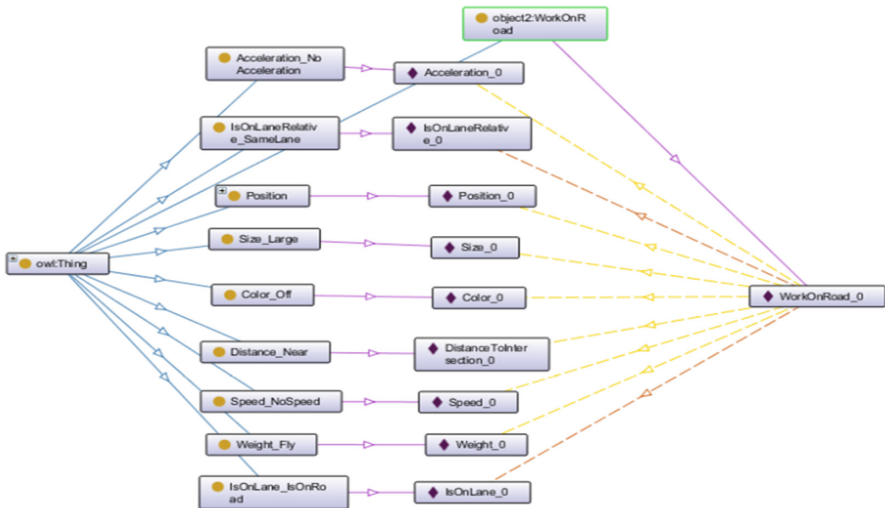 object2:WorkOnR
oad
Acceleration_No
Acceleration
Acceleration_0
IsOnLaneRelativ
e_SameLane
IsOnLaneRelativ
e_0
Position
Position_0
Size_Large
Size_0
owl:Thing
Color_Off
Color_0
WorkOnRoad_0
Distance_Near
DistanceToInter
section_0
Speed_NoSpeed
Speed_0
Weight_Fly
Weight_0
IsOnLane_IsOnRo
ad
IsOnLane_0